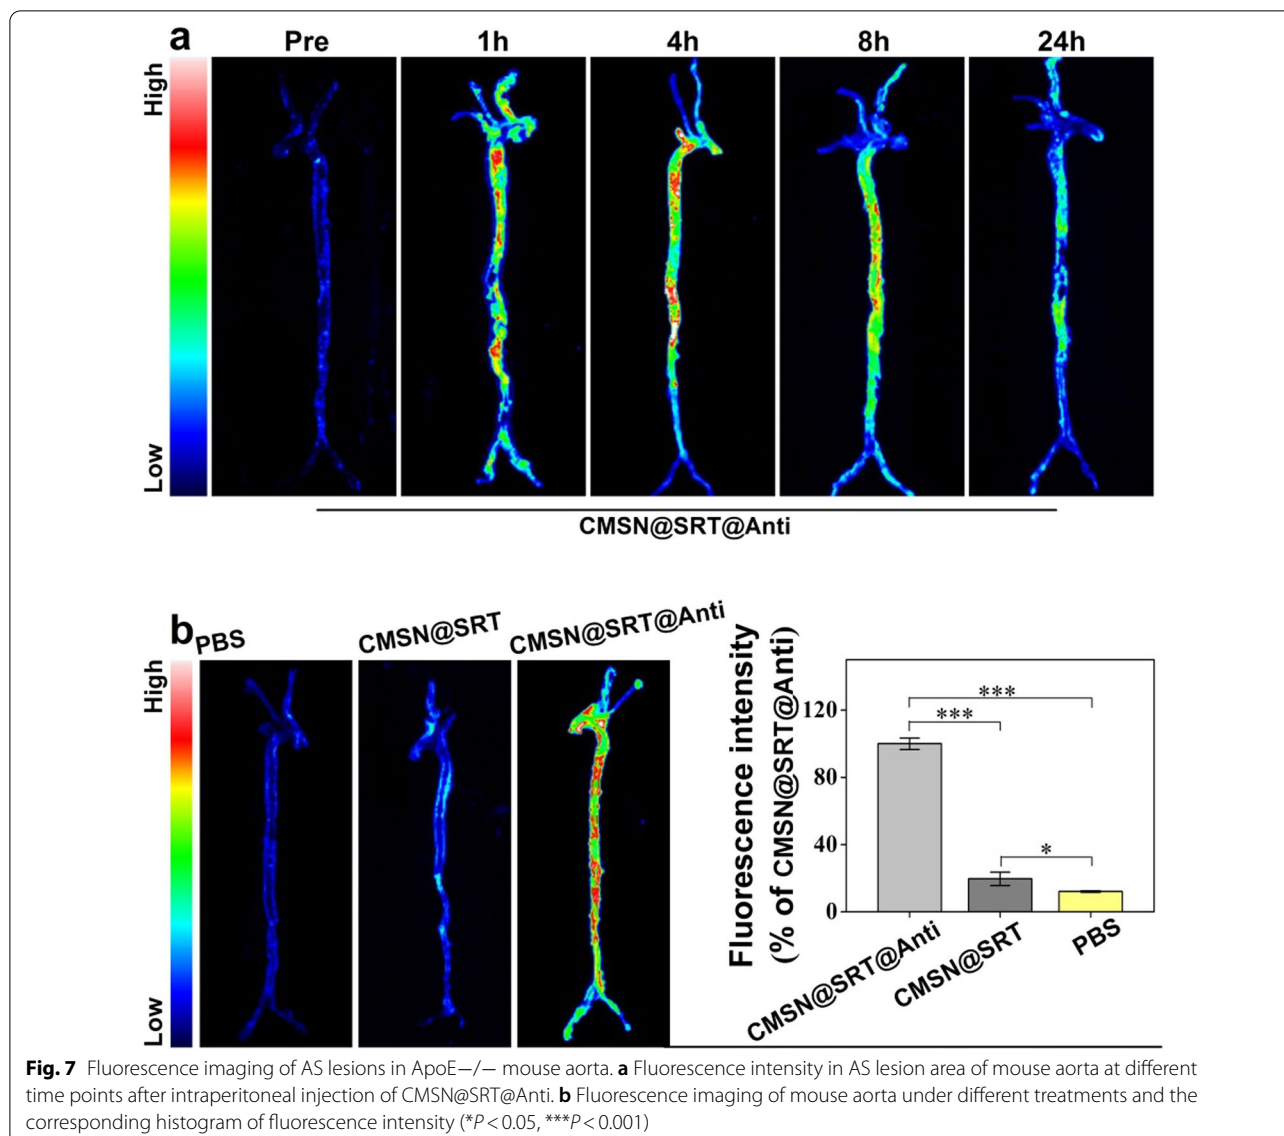 a
Pre 1h 4h 8h 24h
High
Low
CMSN@SRT@Anti
b
PBS CMSN@SRT CMSN@SRT@Anti
High
Low
Fluorescence intensity
(% of CMSN@SRT@Anti)
120
80
40
0
***
***
*
CMSN@SRT@Anti CMSN@SRT PBS
Fig. 7 Fluorescence imaging of AS lesions in ApoE−/− mouse aorta. a Fluorescence intensity in AS lesion area of mouse aorta at different
time points after intraperitoneal injection of CMSN@SRT@Anti. b Fluorescence imaging of mouse aorta under different treatments and the
corresponding histogram of fluorescence intensity (*P < 0.05, ***P < 0.001)